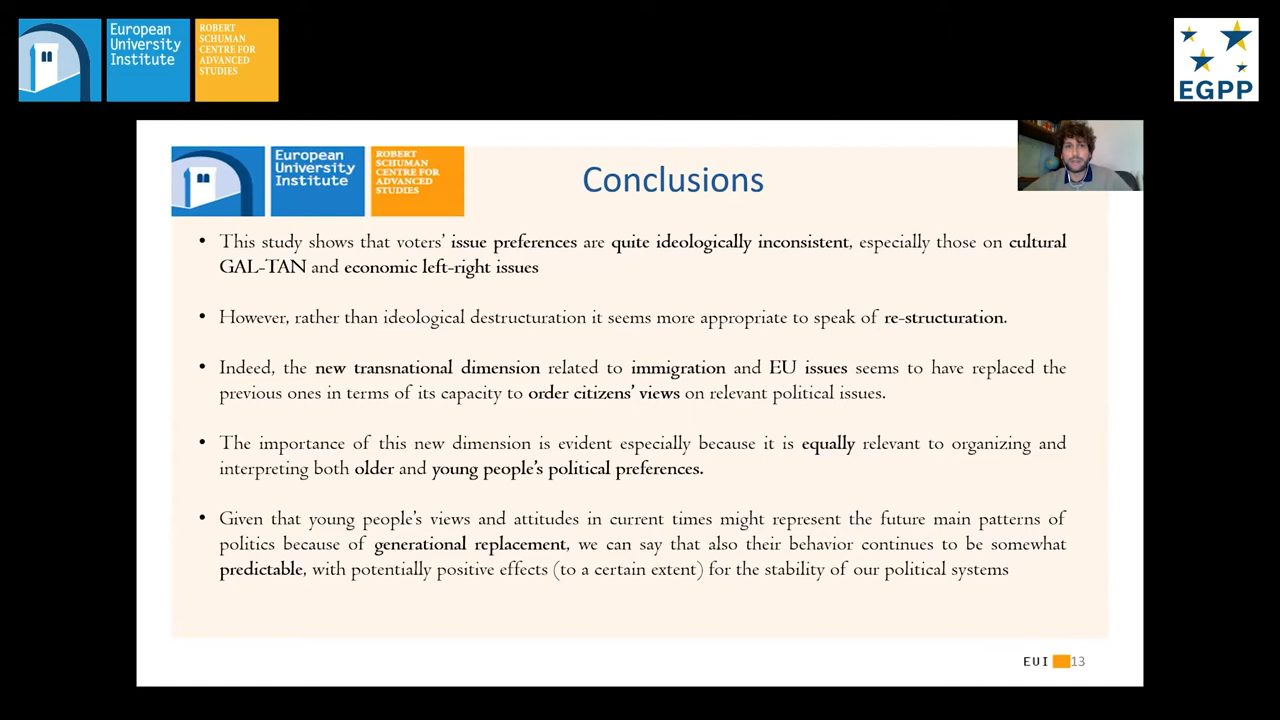 European
University
Institute
ROBERT
SCHUMAN
CENTRE FOR
ADVANCED
STUDIES
EGPP
European
University
Institute
ROBERT
SCHUMAN
CENTRE FOR
ADVANCED
STUDIES
Conclusions
• This study shows that voters’ issue preferences are quite ideologically inconsistent, especially those on cultural
GAL-TAN and economic left-right issues
• However, rather than ideological destructuration it seems more appropriate to speak of re-structuration.
• Indeed, the new transnational dimension related to immigration and EU issues seems to have replaced the
previous ones in terms of its capacity to order citizens’ views on relevant political issues.
• The importance of this new dimension is evident especially because it is equally relevant to organizing and
interpreting both older and young people’s political preferences.
• Given that young people’s views and attitudes in current times might represent the future main patterns of
politics because of generational replacement, we can say that also their behavior continues to be somewhat
predictable, with potentially positive effects (to a certain extent) for the stability of our political systems
EUI 13